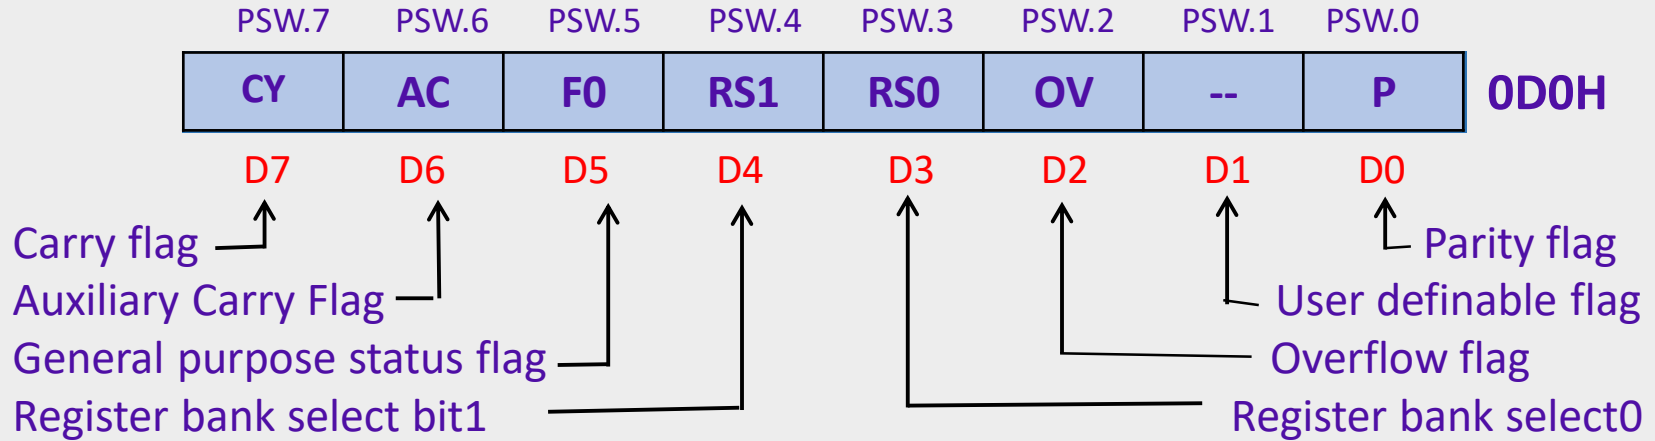 PSW.7 PSW.6 PSW.5 PSW.4 PSW.3 PSW.2 PSW.1 PSW.0
CY AC F0 RS1 RS0 OV -- P 0D0H
D7 D6 D5 D4 D3 D2 D1 D0
Carry flag Parity flag
Auxiliary Carry Flag User definable flag
General purpose status flag Overflow flag
Register bank select bit1 Register bank select0